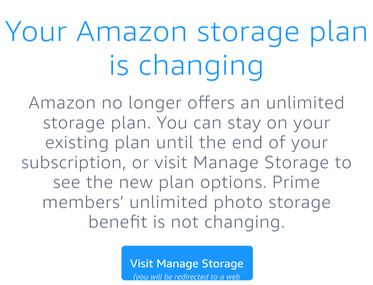 Your Amazon storage plan
is changing
Amazon no longer offers an unlimited
storage plan. You can stay on your
existing plan until the end of your
subscription, or visit Manage Storage to
see the new plan options. Prime
members' unlimited photo storage
benefit is not changing.
Visit Manage Storage
(you will be redirected to a web